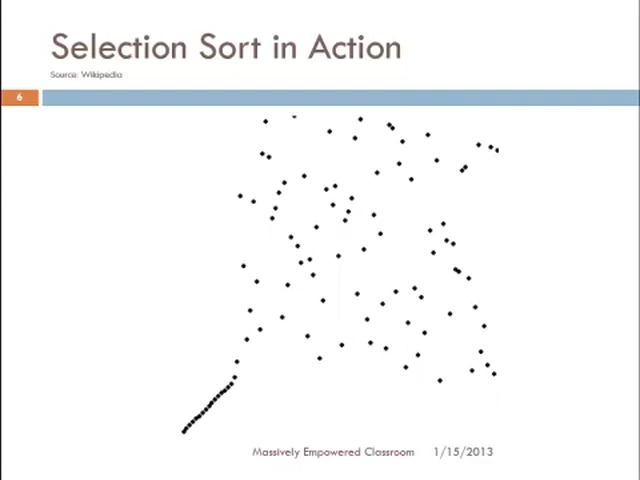 Selection Sort in Action
Source: Wikipedia
6
Massively Empowered Classroom 1/15/2013